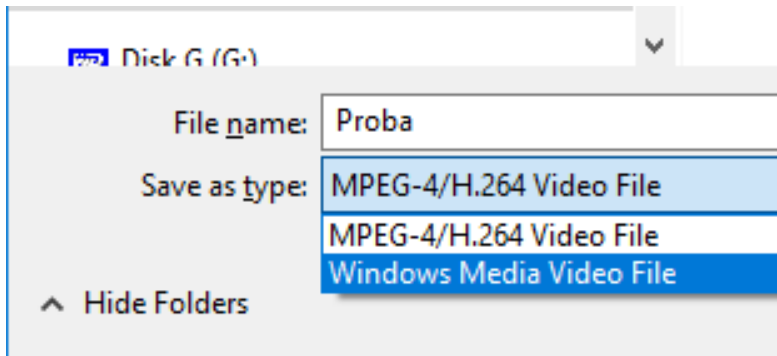 Disk G (G:)
File name: Proba
Save as type: MPEG-4/H.264 Video File
MPEG-4/H.264 Video File
Windows Media Video File
Hide Folders